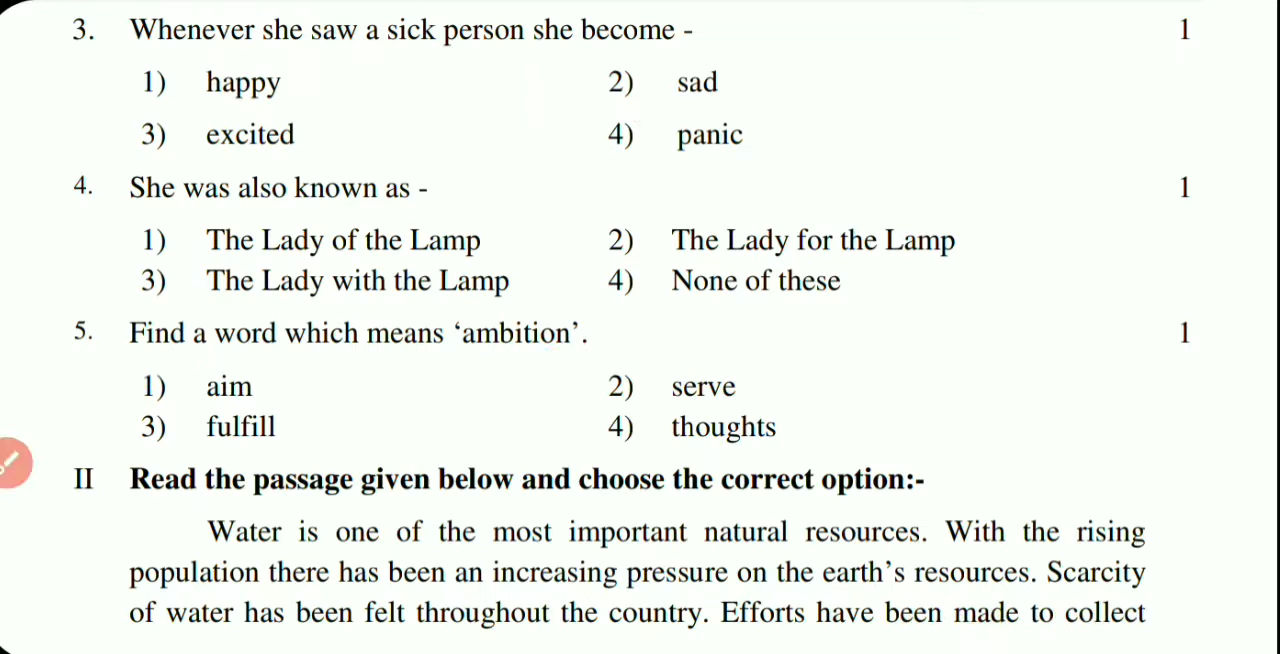 3. Whenever she saw a sick person she become - 1
1) happy 2) sad
3) excited 4) panic
4. She was also known as - 1
1) The Lady of the Lamp 2) The Lady for the Lamp
3) The Lady with the Lamp 4) None of these
5. Find a word which means ‘ambition’. 1
1) aim 2) serve
3) fulfill 4) thoughts
II Read the passage given below and choose the correct option:-
Water is one of the most important natural resources. With the rising
population there has been an increasing pressure on the earth’s resources. Scarcity
of water has been felt throughout the country. Efforts have been made to collect